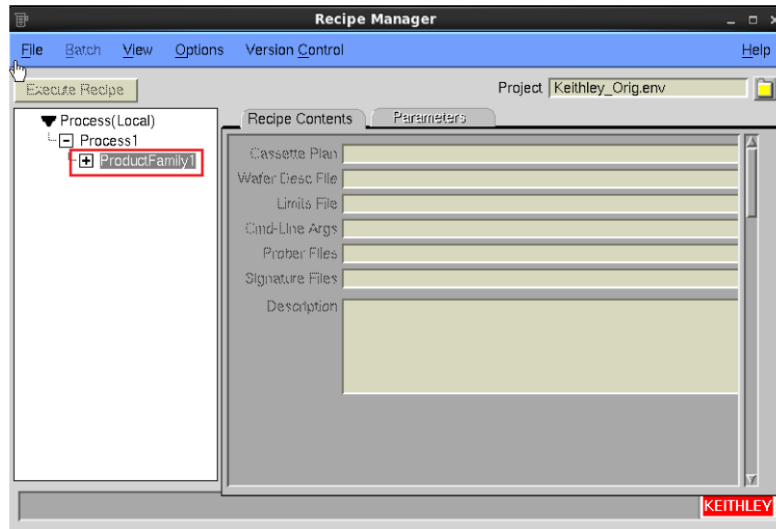 Recipe Manager
File Batch View Options Version Control Help
Execute Recipe
Project Keithley_Orig.env
Process(Local)
Process1
ProductFamily1
Recipe Contents Parameters
Cassette Plan
Wafer Desc File
Limits File
Cmd-Line Args
Prober Files
Signature Files
Description
KEITHLEY